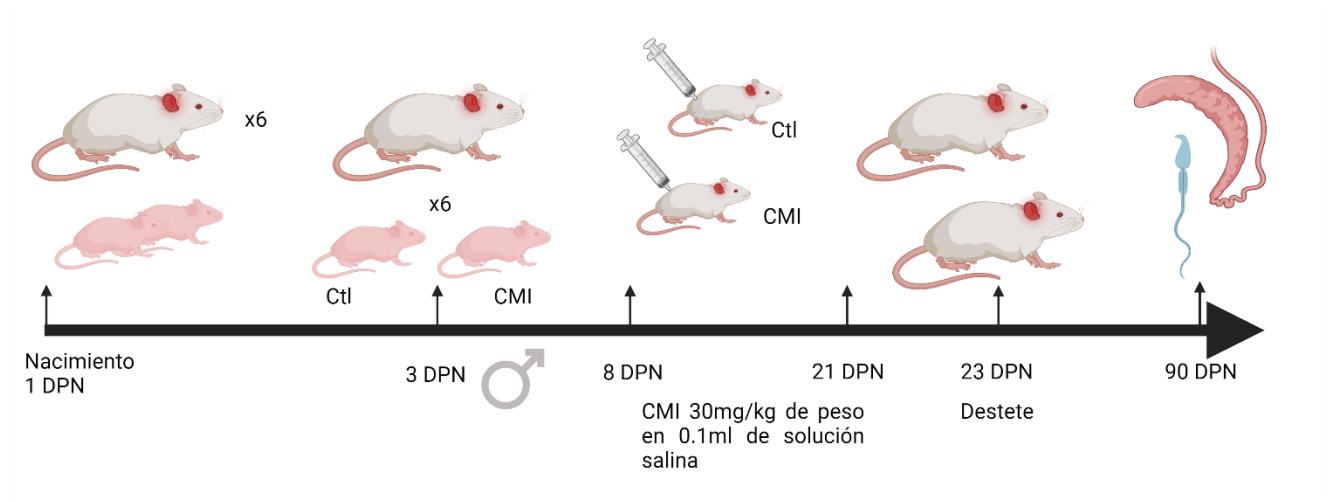 x6
x6
Ctl
CMI
Ctl
CMI
Nacimiento
1 DPN
3 DPN
8 DPN
21 DPN
23 DPN
90 DPN
CMI 30mg/kg de peso
en 0.1ml de solución
salina
Destete